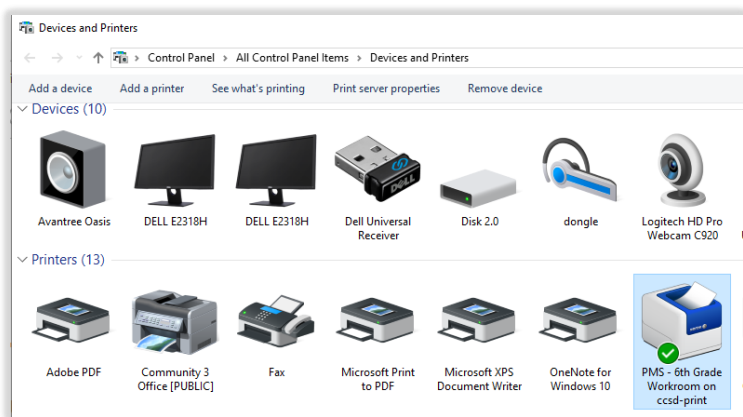 Devices and Printers
Control Panel > All Control Panel Items > Devices and Printers
Add a device Add a printer See what's printing Print server properties Remove device
Devices (10)
Avantree Oasis DELL E2318H DELL E2318H Dell Universal Disk 2.0 dongle Logitech HD Pro
Receiver Webcam C920
Printers (13)
Adobe PDF Community 3 Fax Microsoft Print Microsoft XPS OneNote for PMS - 6th Grade
Office [PUBLIC] to PDF Document Writer Windows 10 Workroom on
ccsd-print